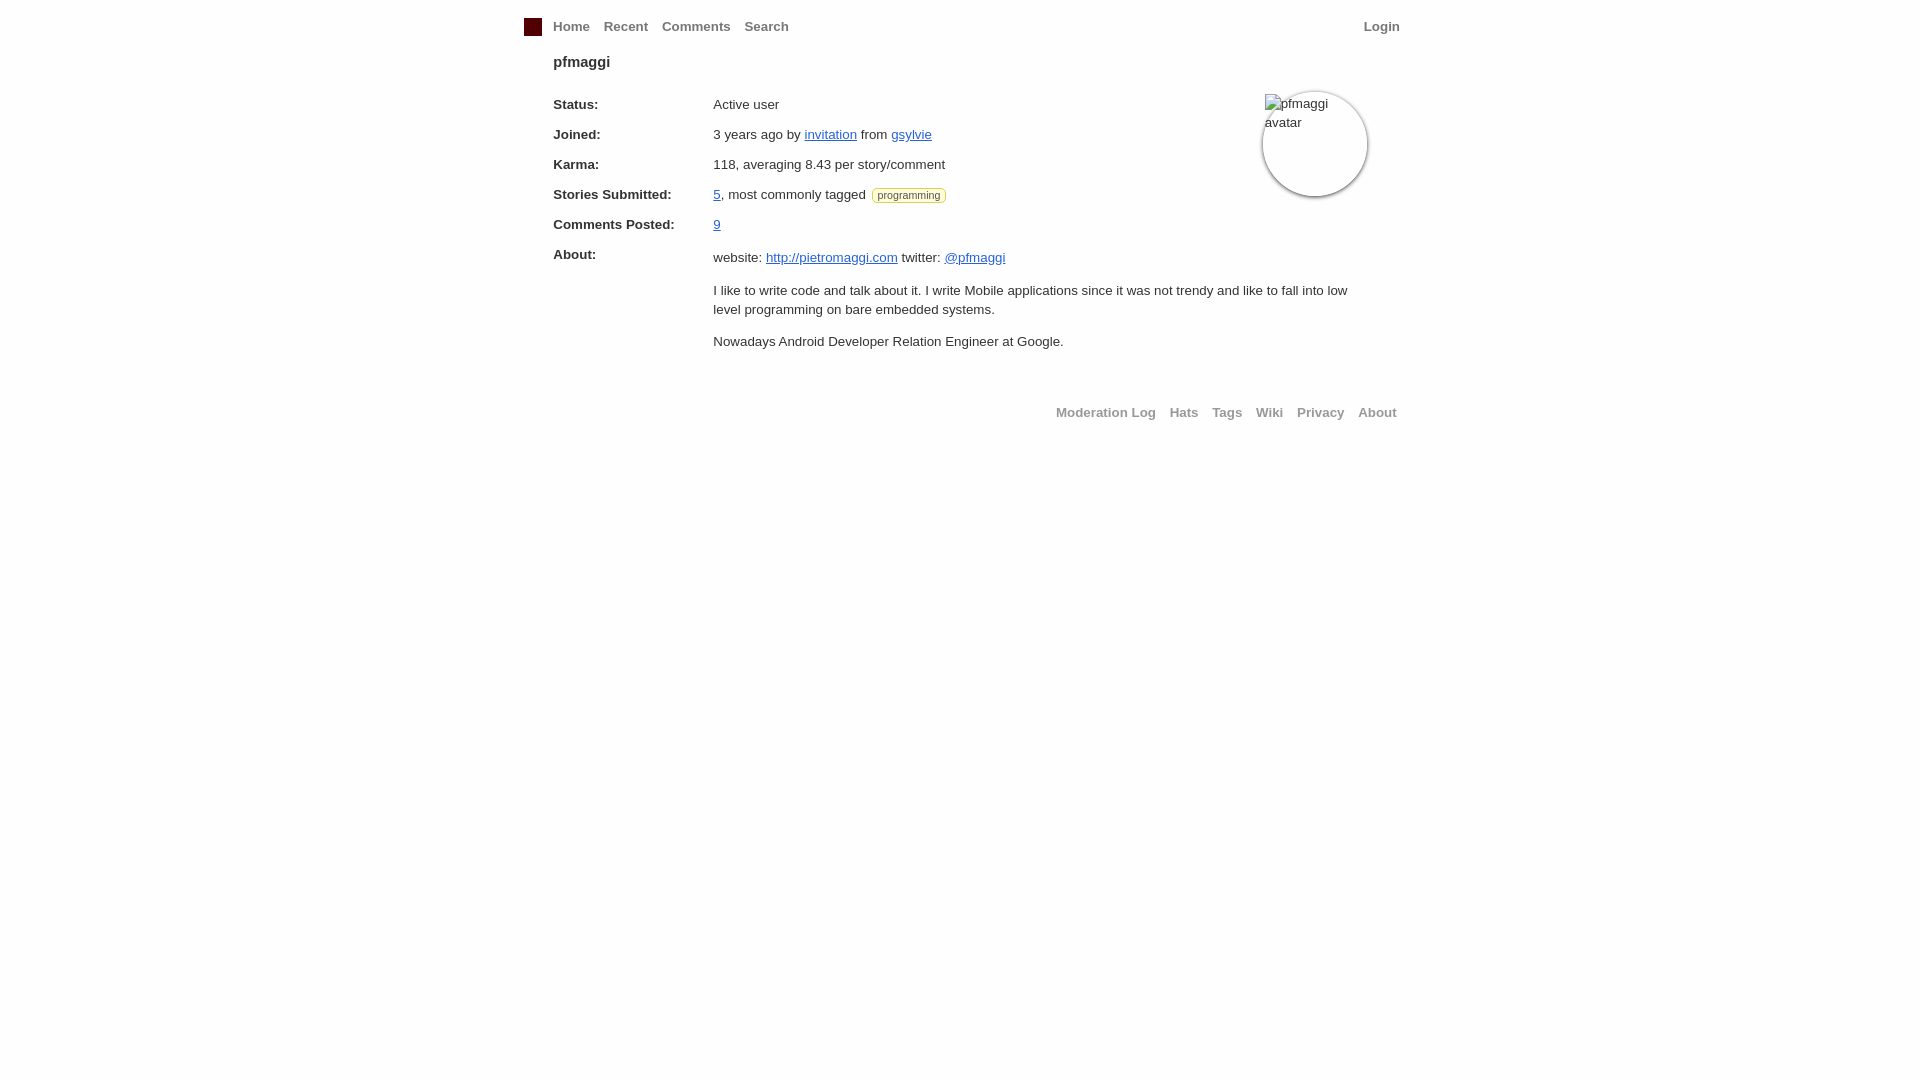 Home Recent Comments Search Login
pfmaggi
Status: Active user
pfmaggi avatar
Joined: 3 years ago by invitation from gsylvie
Karma: 118, averaging 8.43 per story/comment
Stories Submitted: 5, most commonly tagged programming
Comments Posted: 9
About: website: http://pietromaggi.com twitter: @pfmaggi
I like to write code and talk about it. I write Mobile applications since it was not trendy and like to fall into low
level programming on bare embedded systems.
Nowadays Android Developer Relation Engineer at Google.
Moderation Log Hats Tags Wiki Privacy About